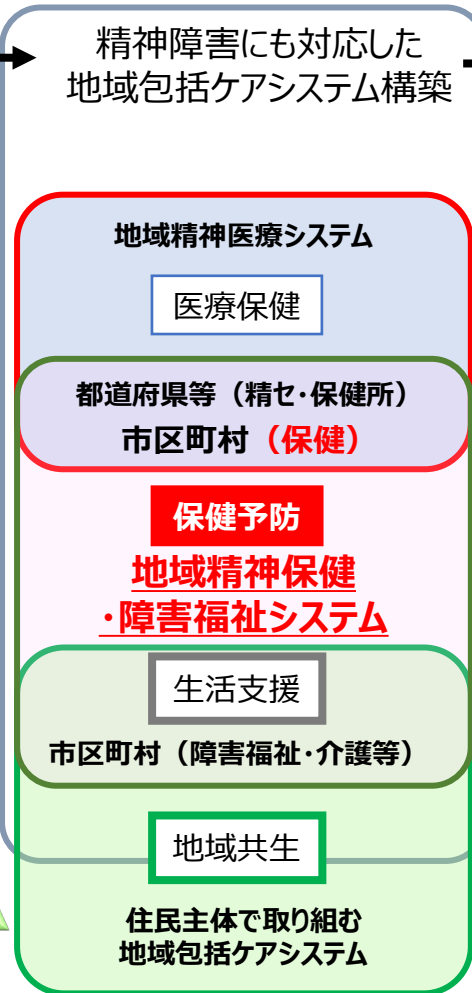 精神障害にも対応した
地域包括ケアシステム構築
地域精神医療システム
医療保健
都道府県等（精セ・保健所）
市区町村（保健）
保健予防
地域精神保健
・障害福祉システム
生活支援
市区町村（障害福祉・介護等）
地域共生
住民主体で取り組む
地域包括ケアシステム